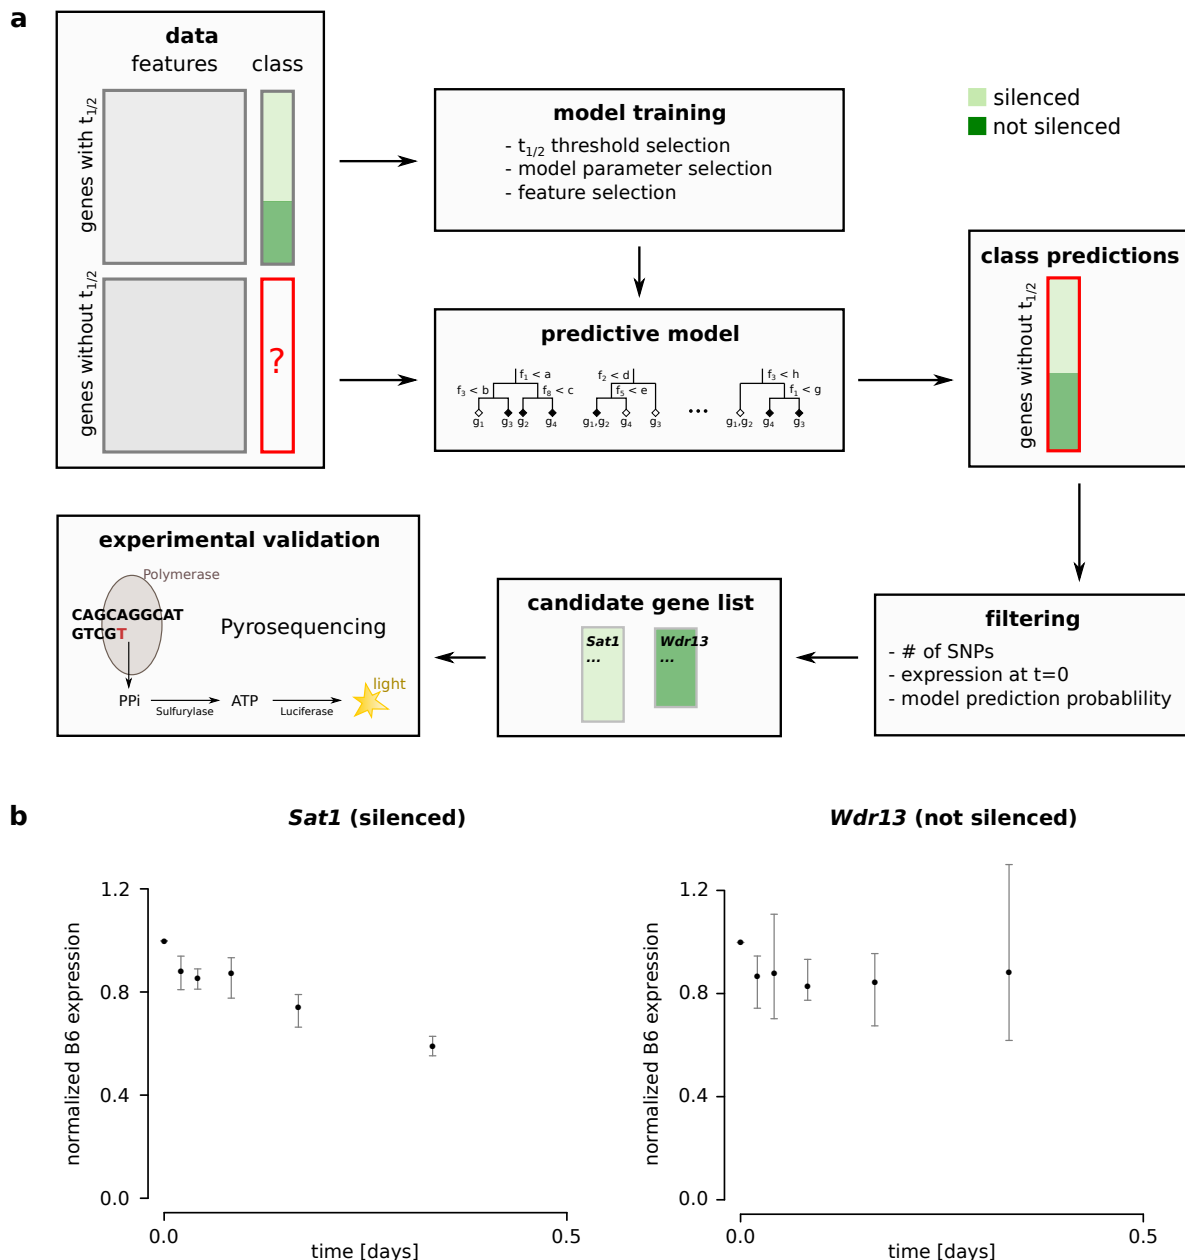 a
data
features class
genes with t1/2
genes without t1/2
?
model training
- t1/2 threshold selection
- model parameter selection
- feature selection
silenced
not silenced
predictive model
f1 < a
f3 < b
f8 < c
g1 g3 g2 g4
f2 < d
f5 < e
g1,g2 g4 g3
...
f3 < h
f1 < g
g1,g2 g4 g3
class predictions
genes without t1/2
experimental validation
Polymerase
CAGCAGGCAT
GTCGT
Pyrosequencing
PPi
Sulfurylase
ATP
Luciferase
light
candidate gene list
Sat1
...
Wdr13
...
filtering
- # of SNPs
- expression at t=0
- model prediction probablility
b
Sat1 (silenced)
normalized B6 expression
1.2
0.8
0.4
0.0
0.0 0.5
time [days]
Wdr13 (not silenced)
normalized B6 expression
1.2
0.8
0.4
0.0
0.0 0.5
time [days]